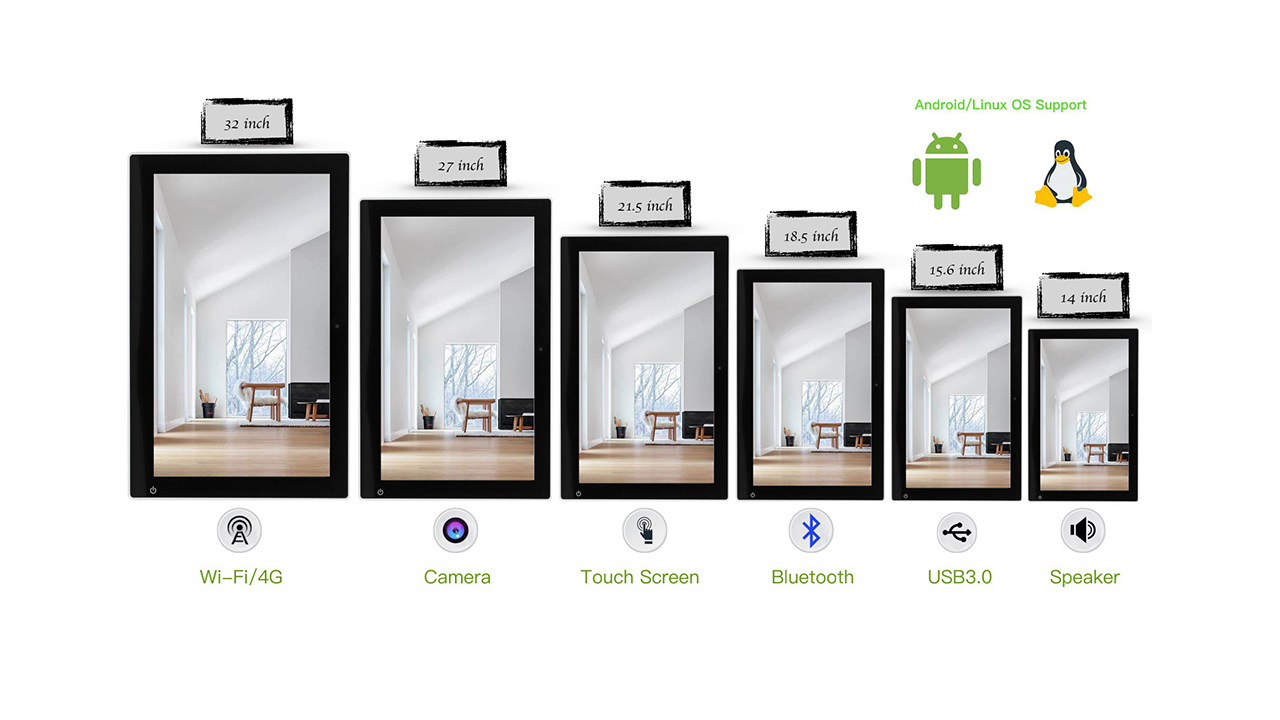 Android/Linux OS Support
32 inch
27 inch
21.5 inch
18.5 inch
15.6 inch
14 inch
Wi-Fi/4G
Camera
Touch Screen
Bluetooth
USB3.0
Speaker